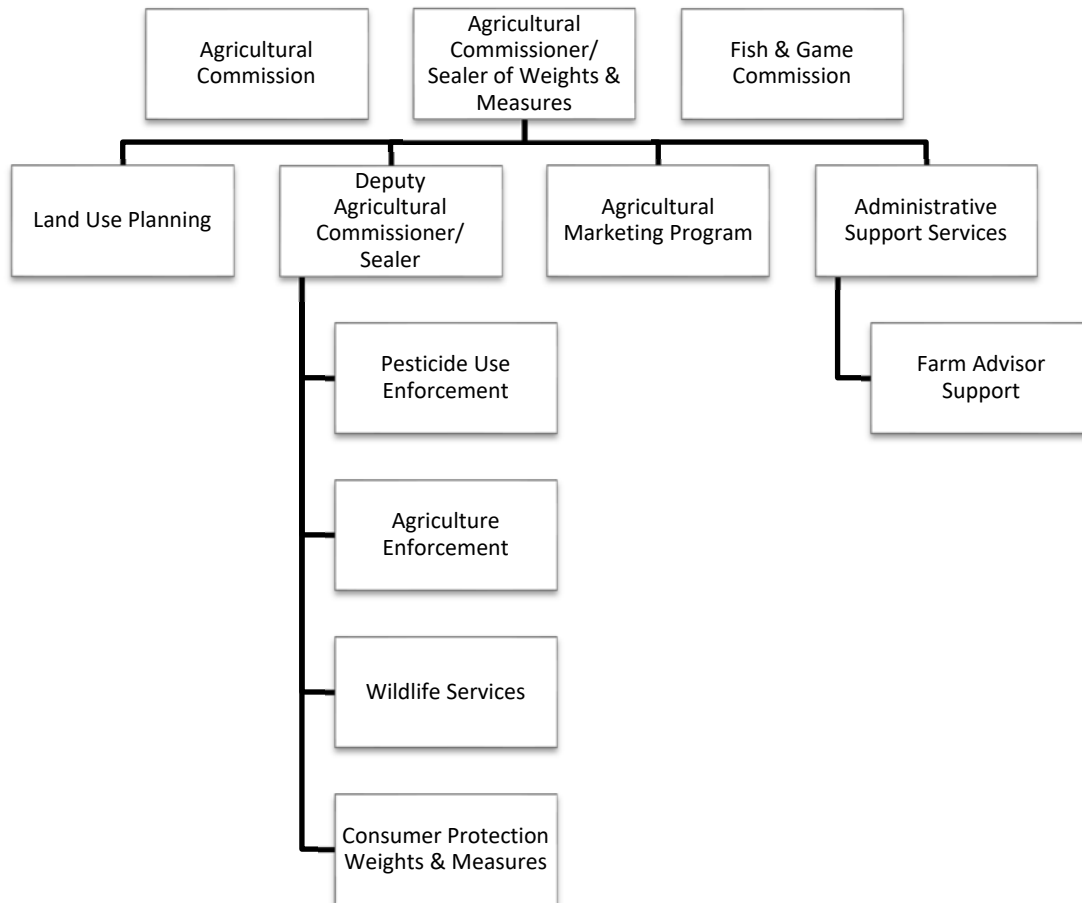 Agricultural
Commission
Agricultural
Commissioner/
Sealer of Weights &
Measures
Fish & Game
Commission
Land Use Planning
Deputy
Agricultural
Commissioner/
Sealer
Agricultural
Marketing Program
Administrative
Support Services
Pesticide Use
Enforcement
Farm Advisor
Support
Agriculture
Enforcement
Wildlife Services
Consumer Protection
Weights & Measures